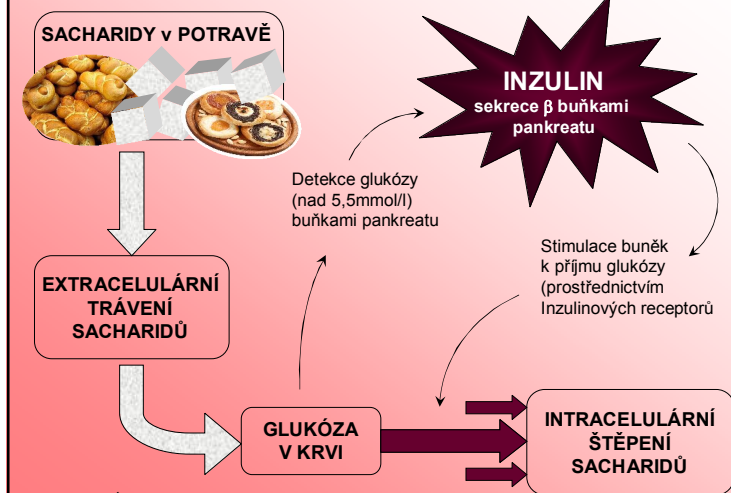 SACHARIDY v POTRAVĚ
INZULIN
sekrece β buňkami
pankreatu
Detekce glukózy
(nad 5,5mmol/l)
buňkami pankreatu
Stimulace buněk
k příjmu glukózy
(prostřednictvím
Inzulinových receptorů
EXTRACELULÁRNÍ
TRÁVENÍ
SACHARIDŮ
GLUKÓZA
V KRVI
INTRACELULÁRNÍ
ŠTĚPENÍ
SACHARIDŮ